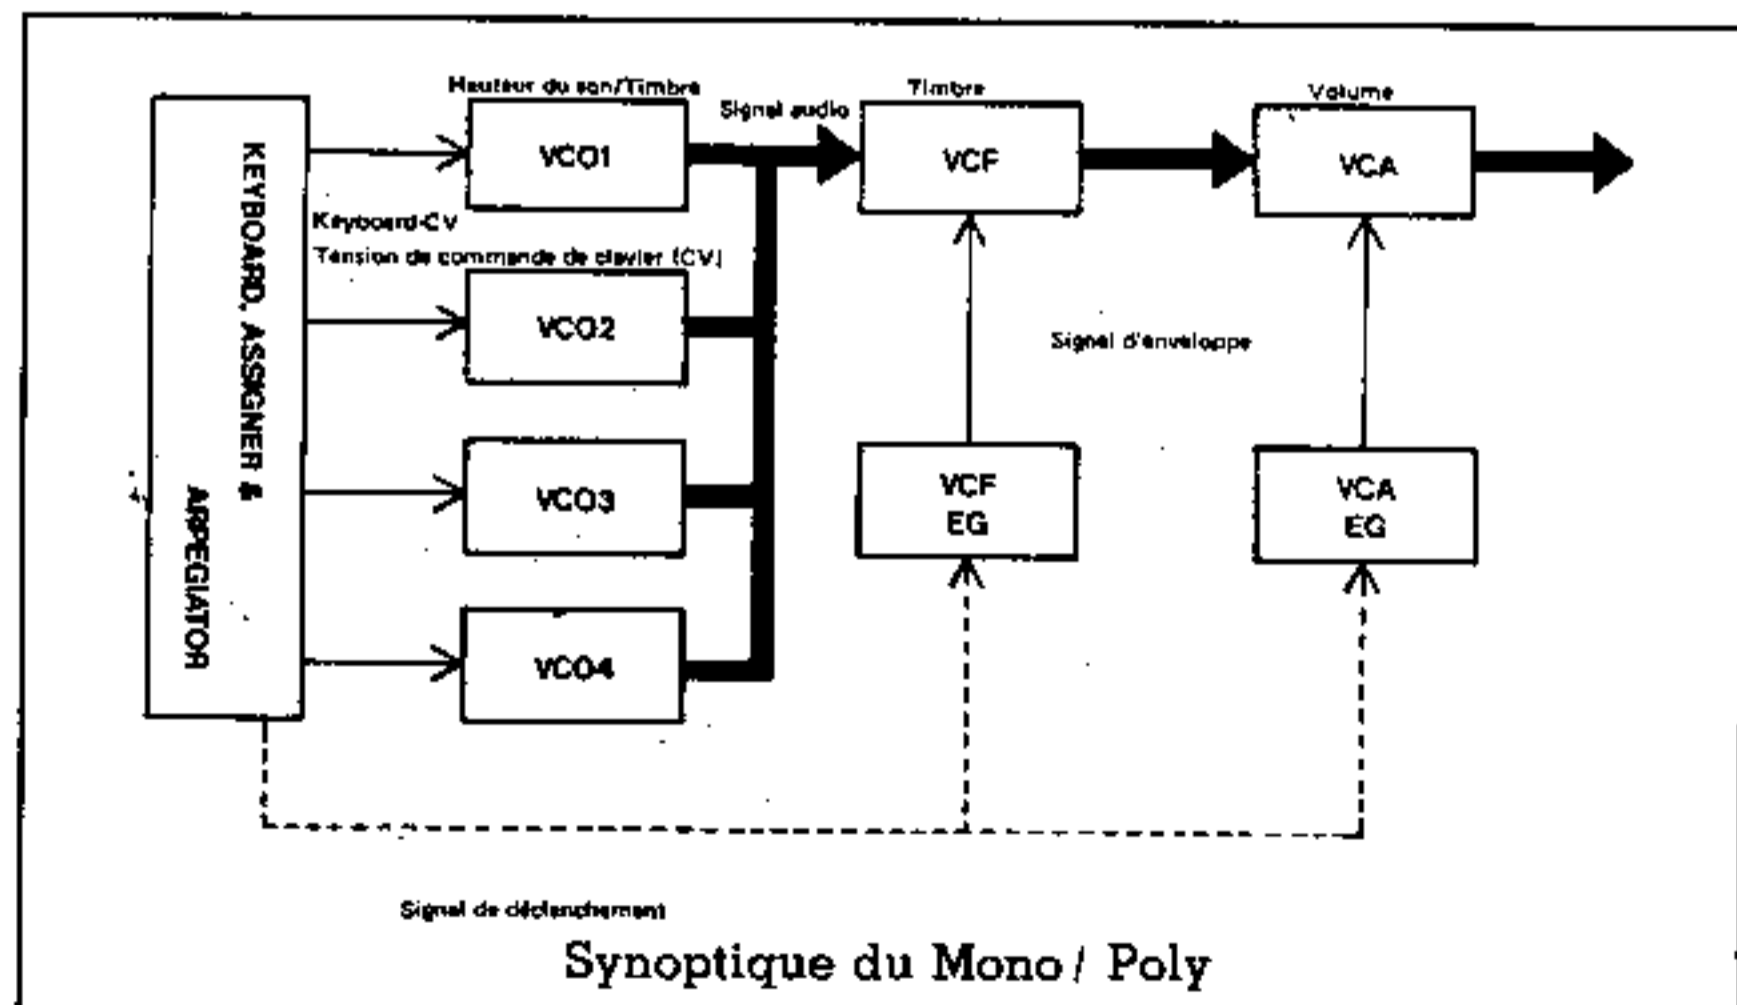 Hauteur du son/Timbre
Signal audio
Timbre
Volume
KEYBOARD, ASSIGNER &
ARPEGIATOR
VCO1
VCF
VCA
Keyboard-CV
Tension de commande de clavier (CV)
VCO2
Signal d'enveloppe
VCO3
VCF
EG
VCA
EG
VCO4
Signal de déclenchement
Synoptique du Mono / Poly